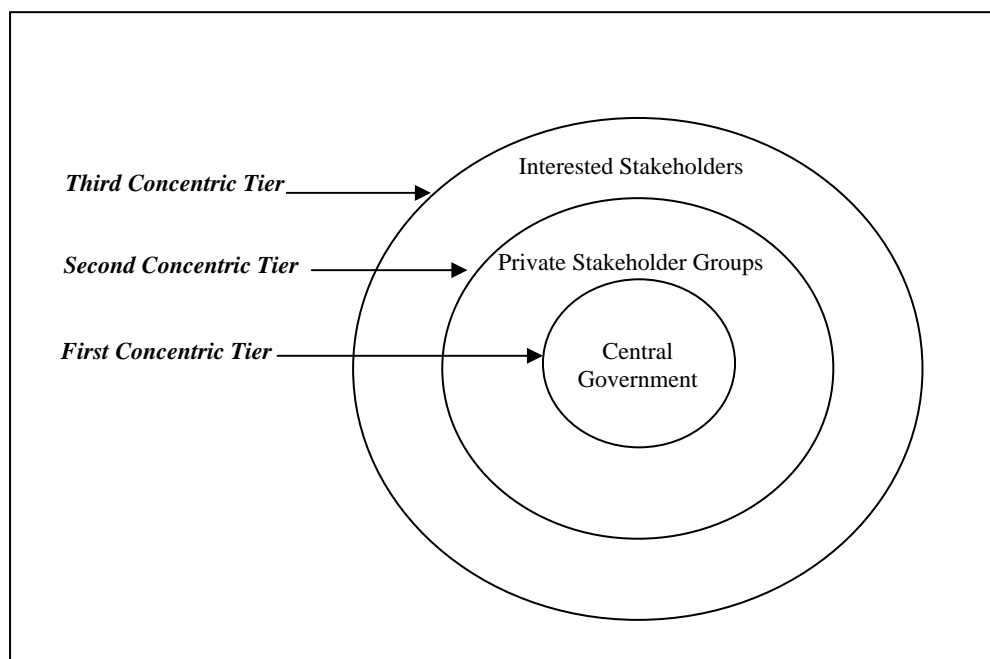 Interested Stakeholders
Third Concentric Tier
Private Stakeholder Groups
Second Concentric Tier
First Concentric Tier
Central
Government